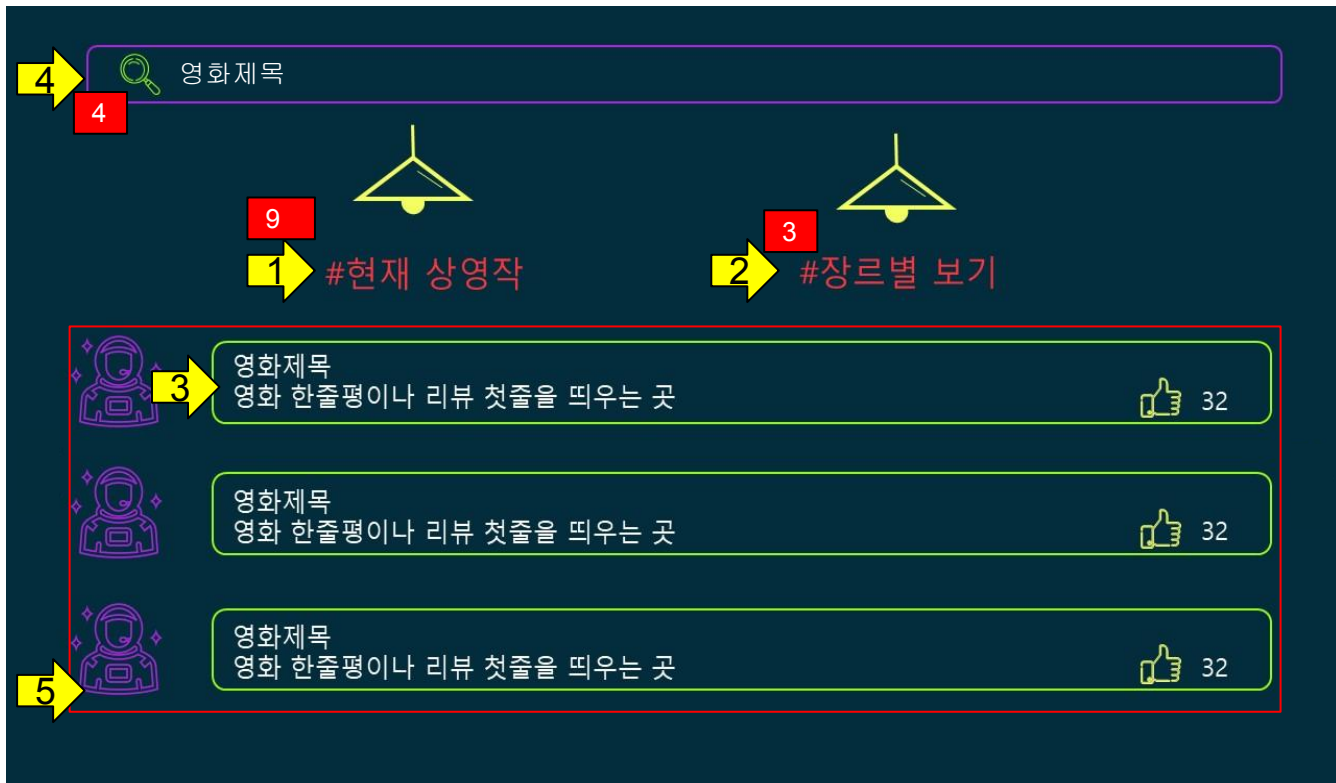 4
영화제목
4
9
3
1
#현재 상영작
2
#장르별 보기
3
영화제목
영화 한줄평이나 리뷰 첫줄을 띄우는 곳
32
영화제목
영화 한줄평이나 리뷰 첫줄을 띄우는 곳
32
영화제목
영화 한줄평이나 리뷰 첫줄을 띄우는 곳
32
5